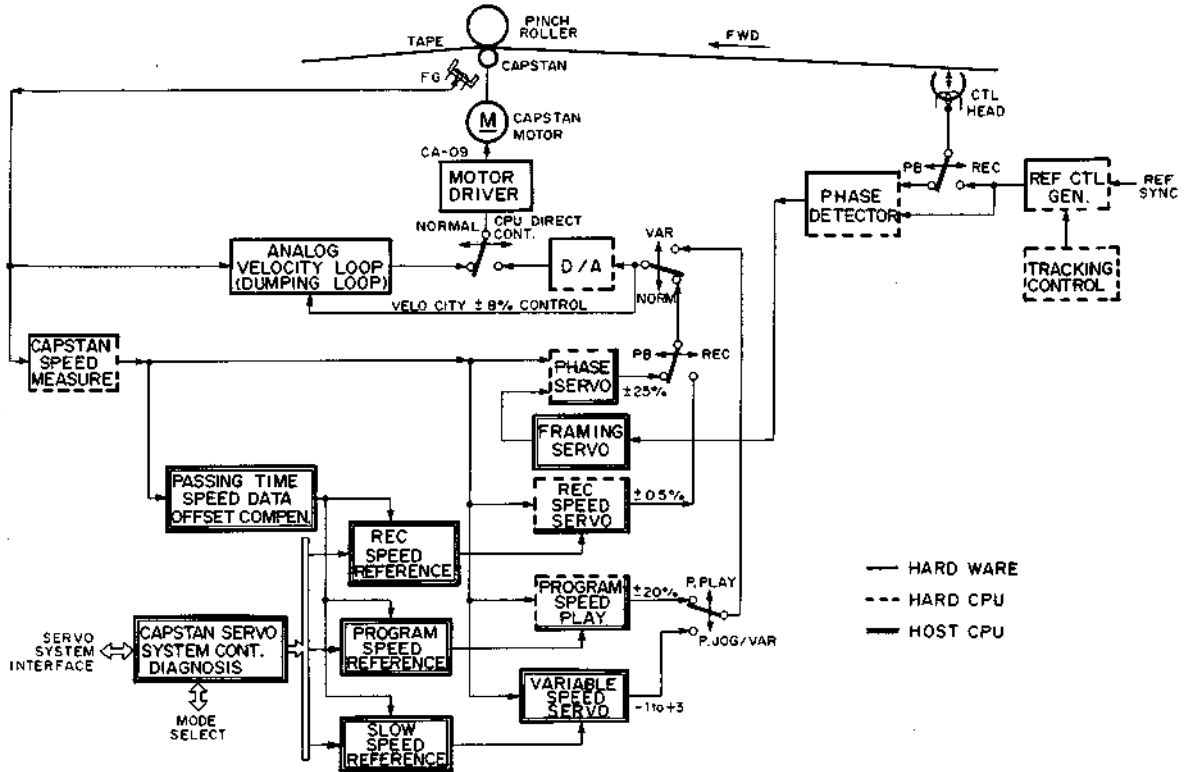 PINCH
ROLLER
TAPE
FWD
CAPSTAN
FG
CTL
HEAD
M
CAPSTAN
MOTOR
CA-09
MOTOR
DRIVER
PB
REC
PHASE
DETECTOR
REF CTL
GEN.
REF
SYNC
TRACKING
CONTROL
NORMAL
CPU DIRECT
CONT.
VAR
NORM
ANALOG
VELOCITY LOOP
(DUMPING LOOP)
D/A
VELO CITY ±8% CONTROL
CAPSTAN
SPEED
MEASURE
PB
REC
PHASE
SERVO
±25%
FRAMING
SERVO
PASSING TIME
SPEED DATA
OFFSET COMPEN.
REC
SPEED
SERVO
±05%
REC
SPEED
REFERENCE
PROGRAM
SPEED
PLAY
±20%
P.PLAY
P.JOG/VAR
HARD WARE
HARD CPU
HOST CPU
SERVO
SYSTEM
INTERFACE
CAPSTAN SERVO
SYSTEM CONT.
DIAGNOSIS
PROGRAM
SPEED
REFERENCE
VARIABLE
SPEED
SERVO
-1to+3
MODE
SELECT
SLOW
SPEED
REFERENCE